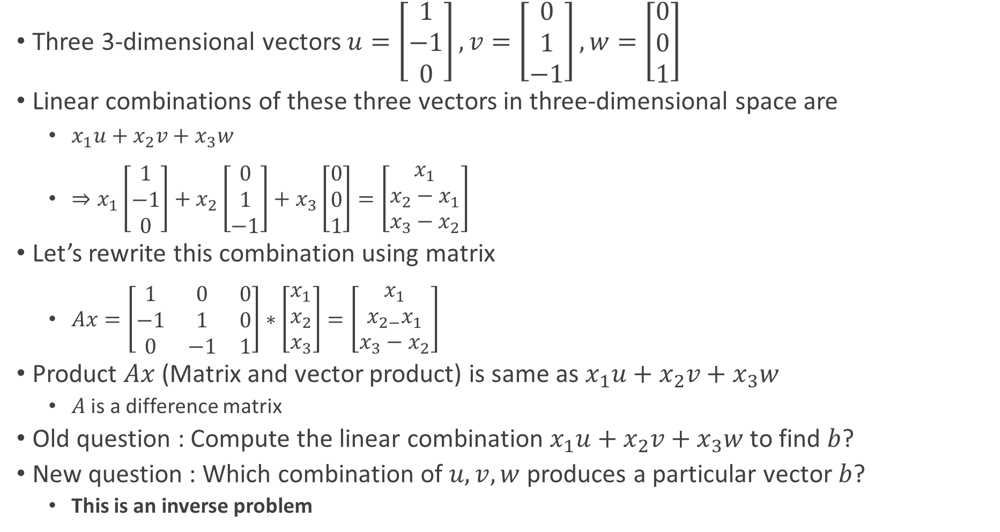 • Three 3-dimensional vectors $u = \begin{bmatrix} 1 \\ -1 \\ 0 \end{bmatrix}, v = \begin{bmatrix} 0 \\ 1 \\ -1 \end{bmatrix}, w = \begin{bmatrix} 0 \\ 0 \\ 1 \end{bmatrix}$
• Linear combinations of these three vectors in three-dimensional space are
• $x_1u + x_2v + x_3w$
• $\Rightarrow x_1 \begin{bmatrix} 1 \\ -1 \\ 0 \end{bmatrix} + x_2 \begin{bmatrix} 0 \\ 1 \\ -1 \end{bmatrix} + x_3 \begin{bmatrix} 0 \\ 0 \\ 1 \end{bmatrix} = \begin{bmatrix} x_1 \\ x_2 - x_1 \\ x_3 - x_2 \end{bmatrix}$
• Let’s rewrite this combination using matrix
• $Ax = \begin{bmatrix} 1 & 0 & 0 \\ -1 & 1 & 0 \\ 0 & -1 & 1 \end{bmatrix} * \begin{bmatrix} x_1 \\ x_2 \\ x_3 \end{bmatrix} = \begin{bmatrix} x_1 \\ x_{2-}x_1 \\ x_3 - x_2 \end{bmatrix}$
• Product $Ax$ (Matrix and vector product) is same as $x_1u + x_2v + x_3w$
• $A$ is a difference matrix
• Old question : Compute the linear combination $x_1u + x_2v + x_3w$ to find $b$?
• New question : Which combination of $u, v, w$ produces a particular vector $b$?
• This is an inverse problem